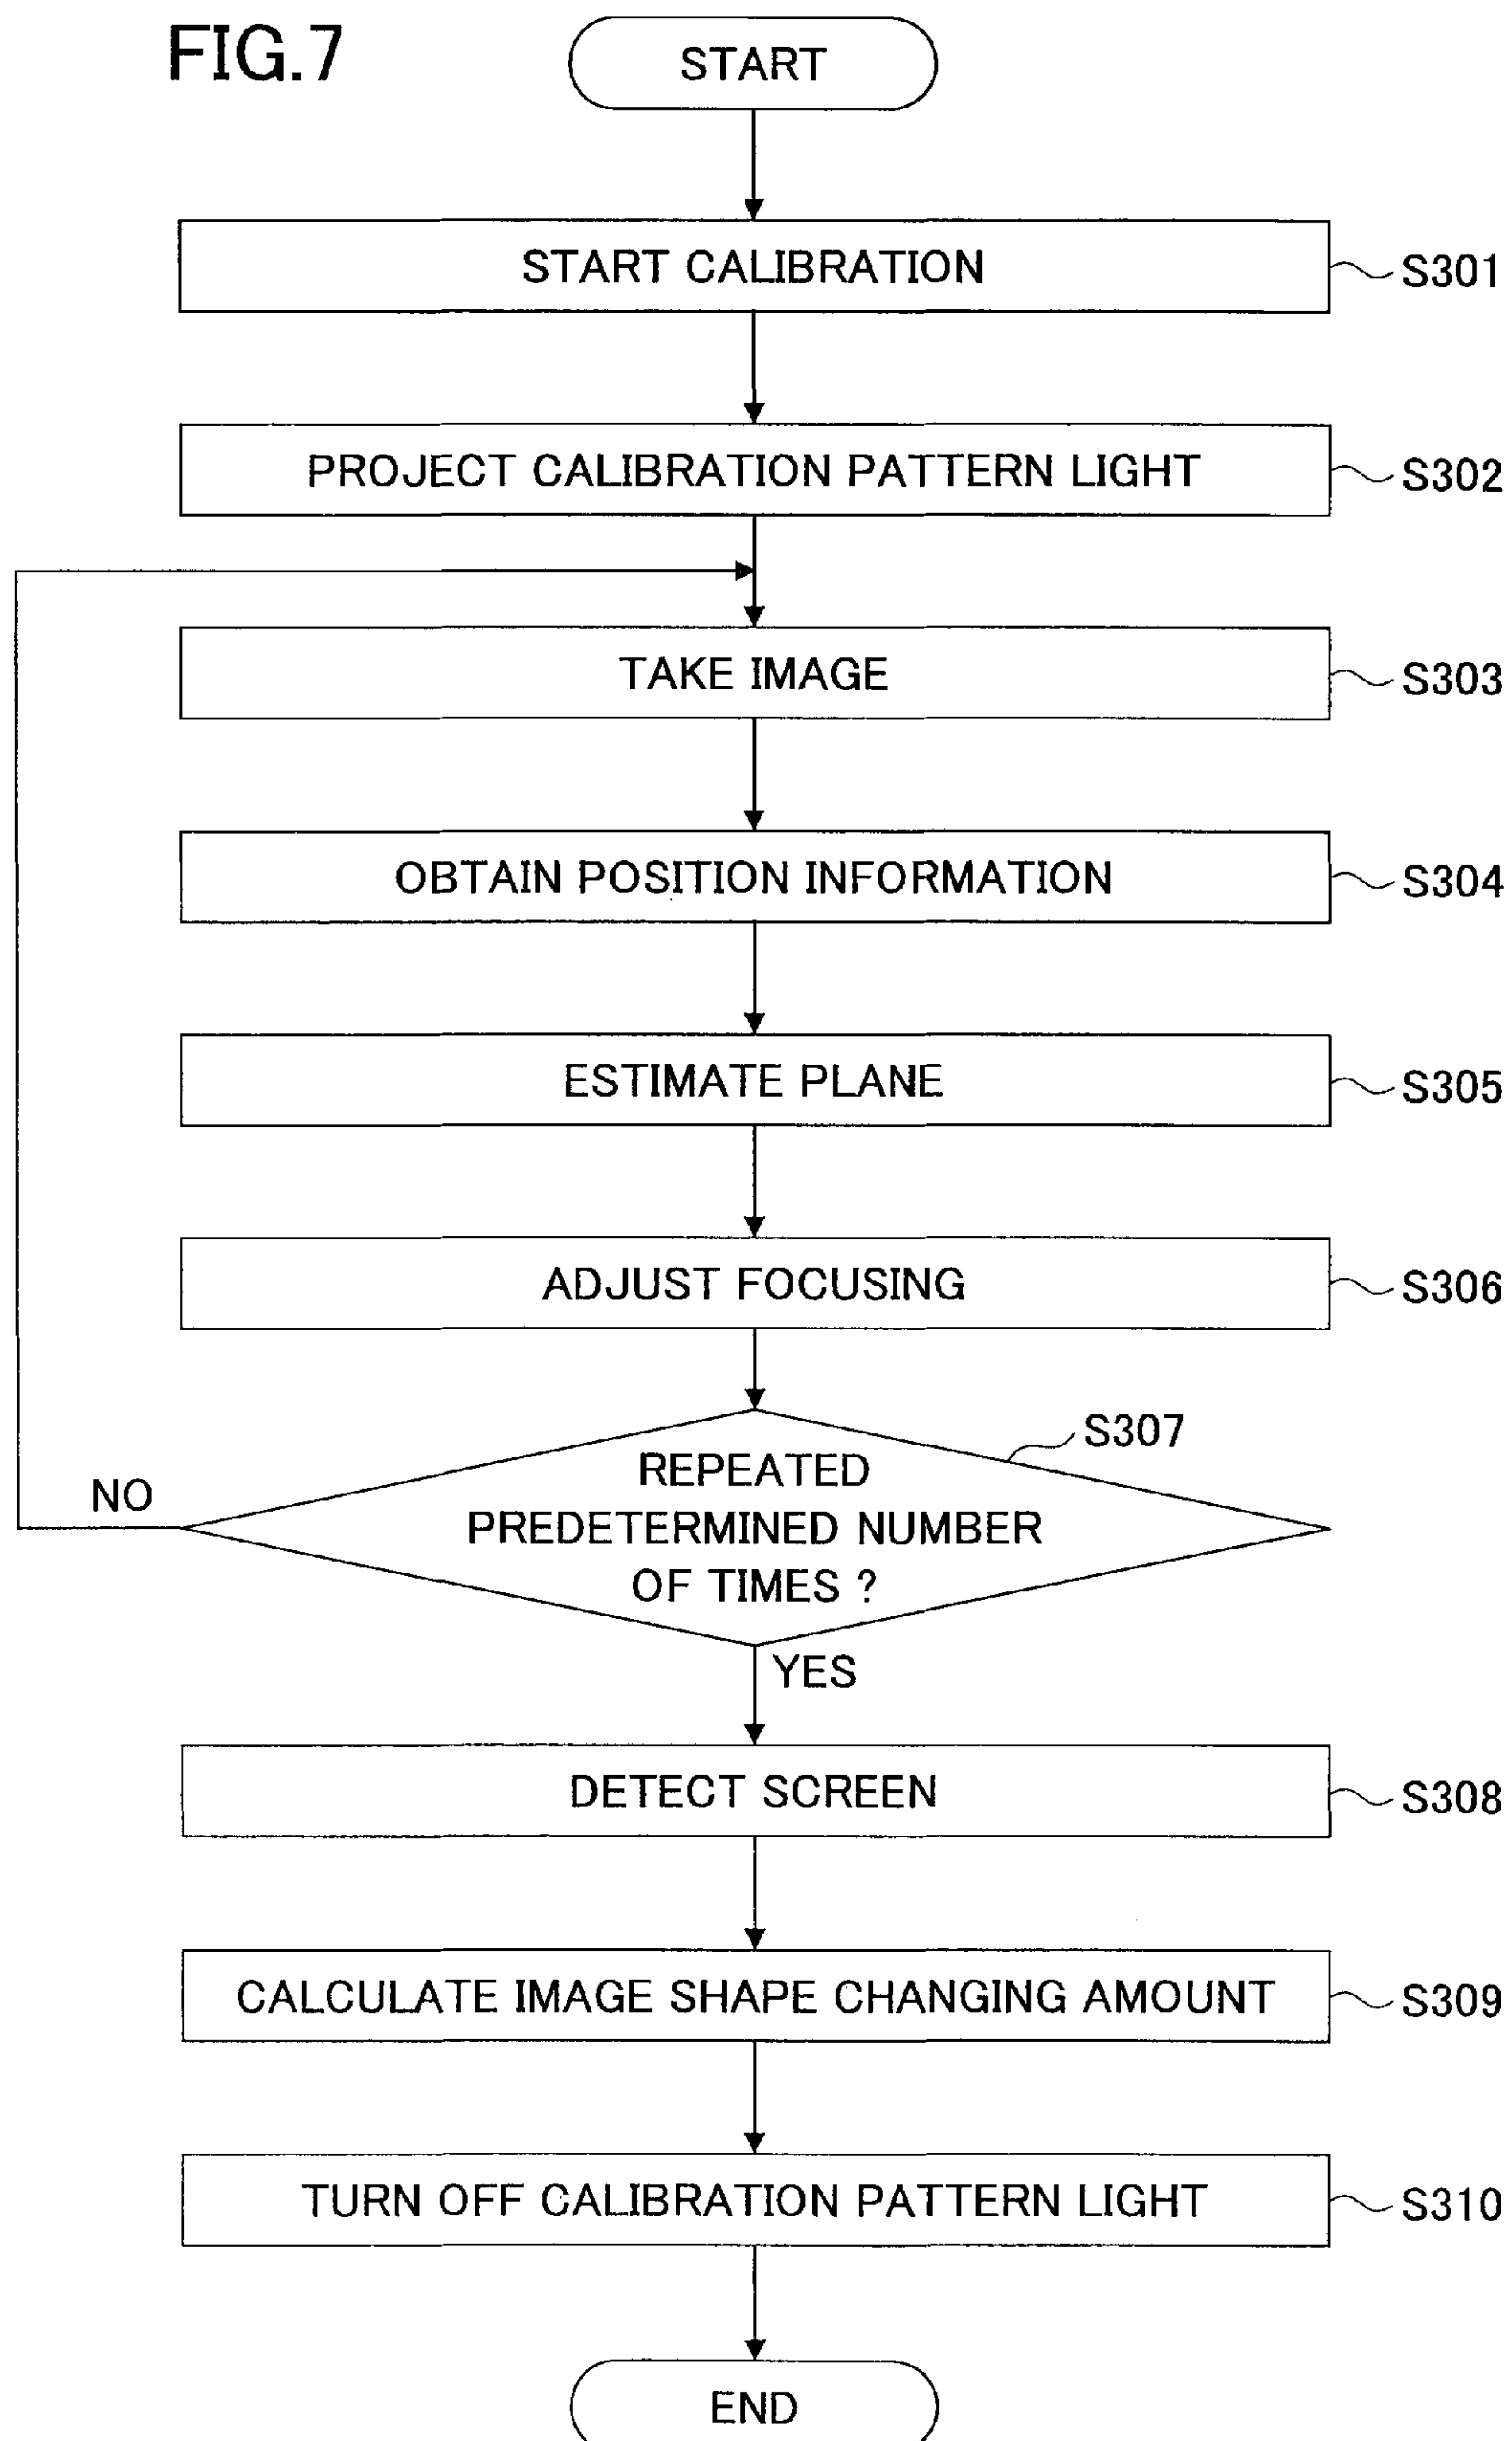 FIG.7
START
START CALIBRATION
S301
PROJECT CALIBRATION PATTERN LIGHT
S302
TAKE IMAGE
S303
OBTAIN POSITION INFORMATION
S304
ESTIMATE PLANE
S305
ADJUST FOCUSING
S306
S307
REPEATED
PREDETERMINED NUMBER
OF TIMES ?
NO
YES
DETECT SCREEN
S308
CALCULATE IMAGE SHAPE CHANGING AMOUNT
S309
TURN OFF CALIBRATION PATTERN LIGHT
S310
END